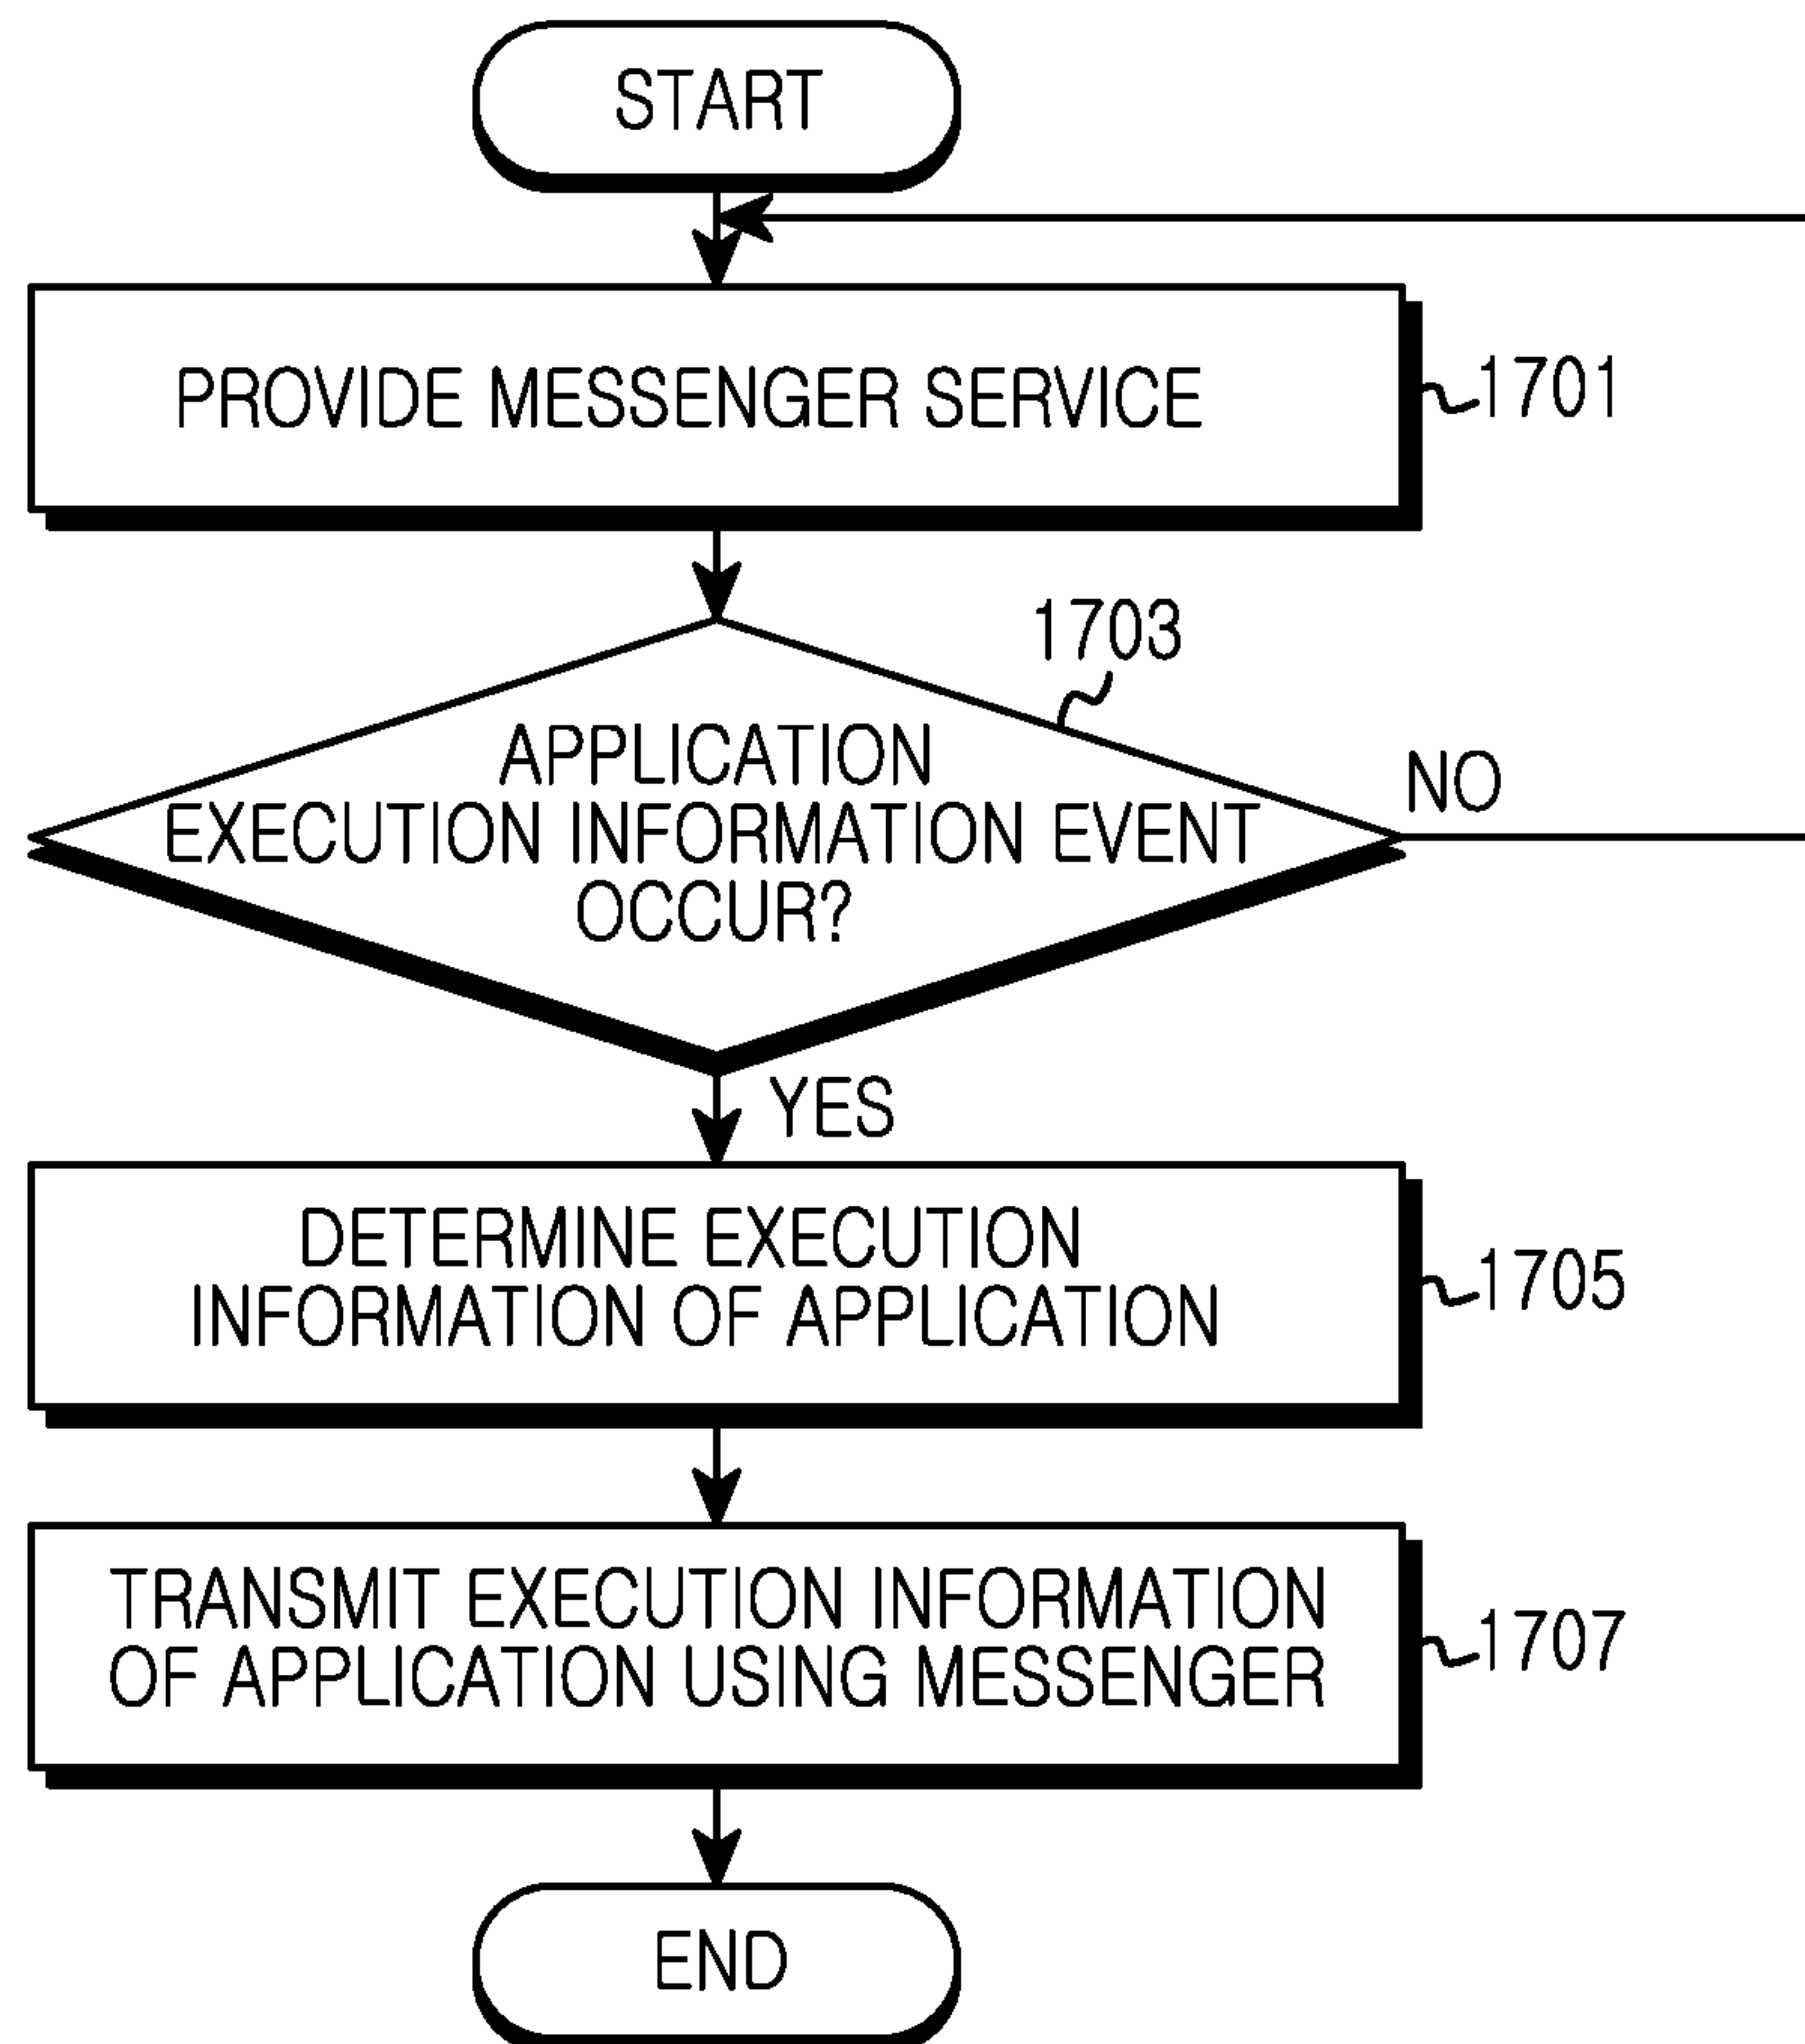 START
PROVIDE MESSENGER SERVICE
1701
1703
APPLICATION
EXECUTION INFORMATION EVENT
OCCUR?
NO
YES
DETERMINE EXECUTION
INFORMATION OF APPLICATION
1705
TRANSMIT EXECUTION INFORMATION
OF APPLICATION USING MESSENGER
1707
END